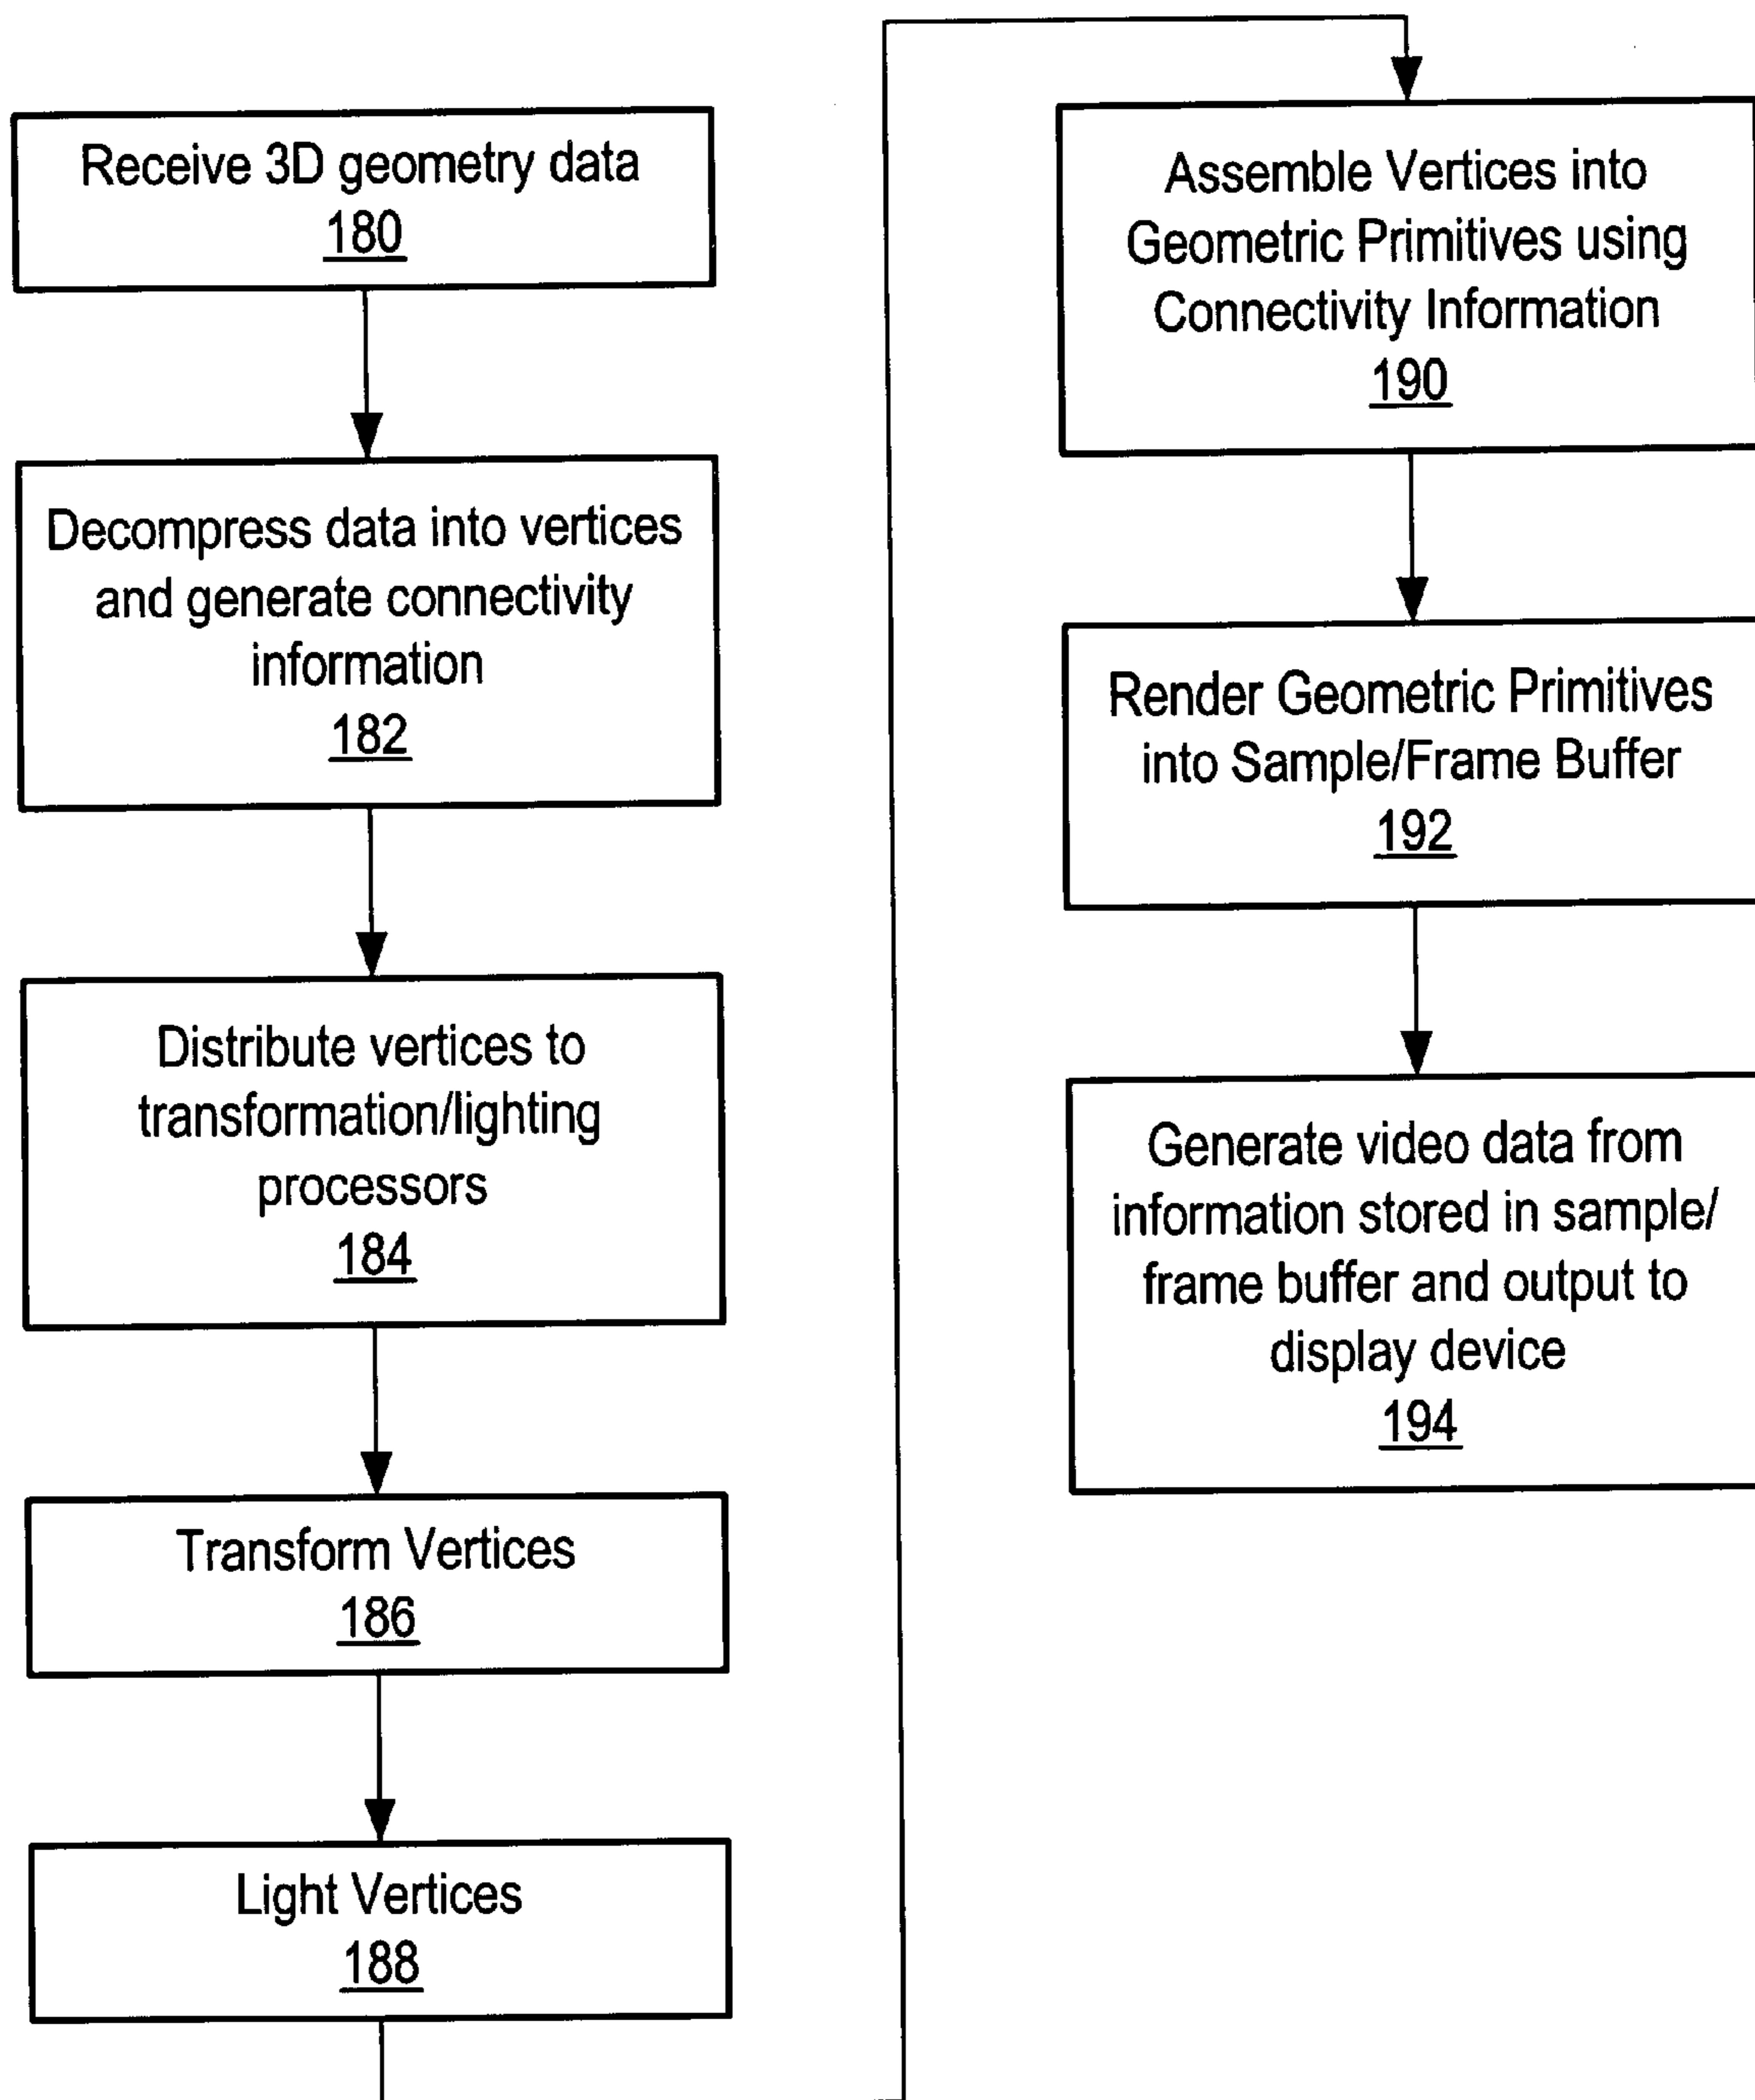 Receive 3D geometry data
180
Decompress data into vertices
and generate connectivity
information
182
Distribute vertices to
transformation/lighting
processors
184
Transform Vertices
186
Light Vertices
188
Assemble Vertices into
Geometric Primitives using
Connectivity Information
190
Render Geometric Primitives
into Sample/Frame Buffer
192
Generate video data from
information stored in sample/
frame buffer and output to
display device
194